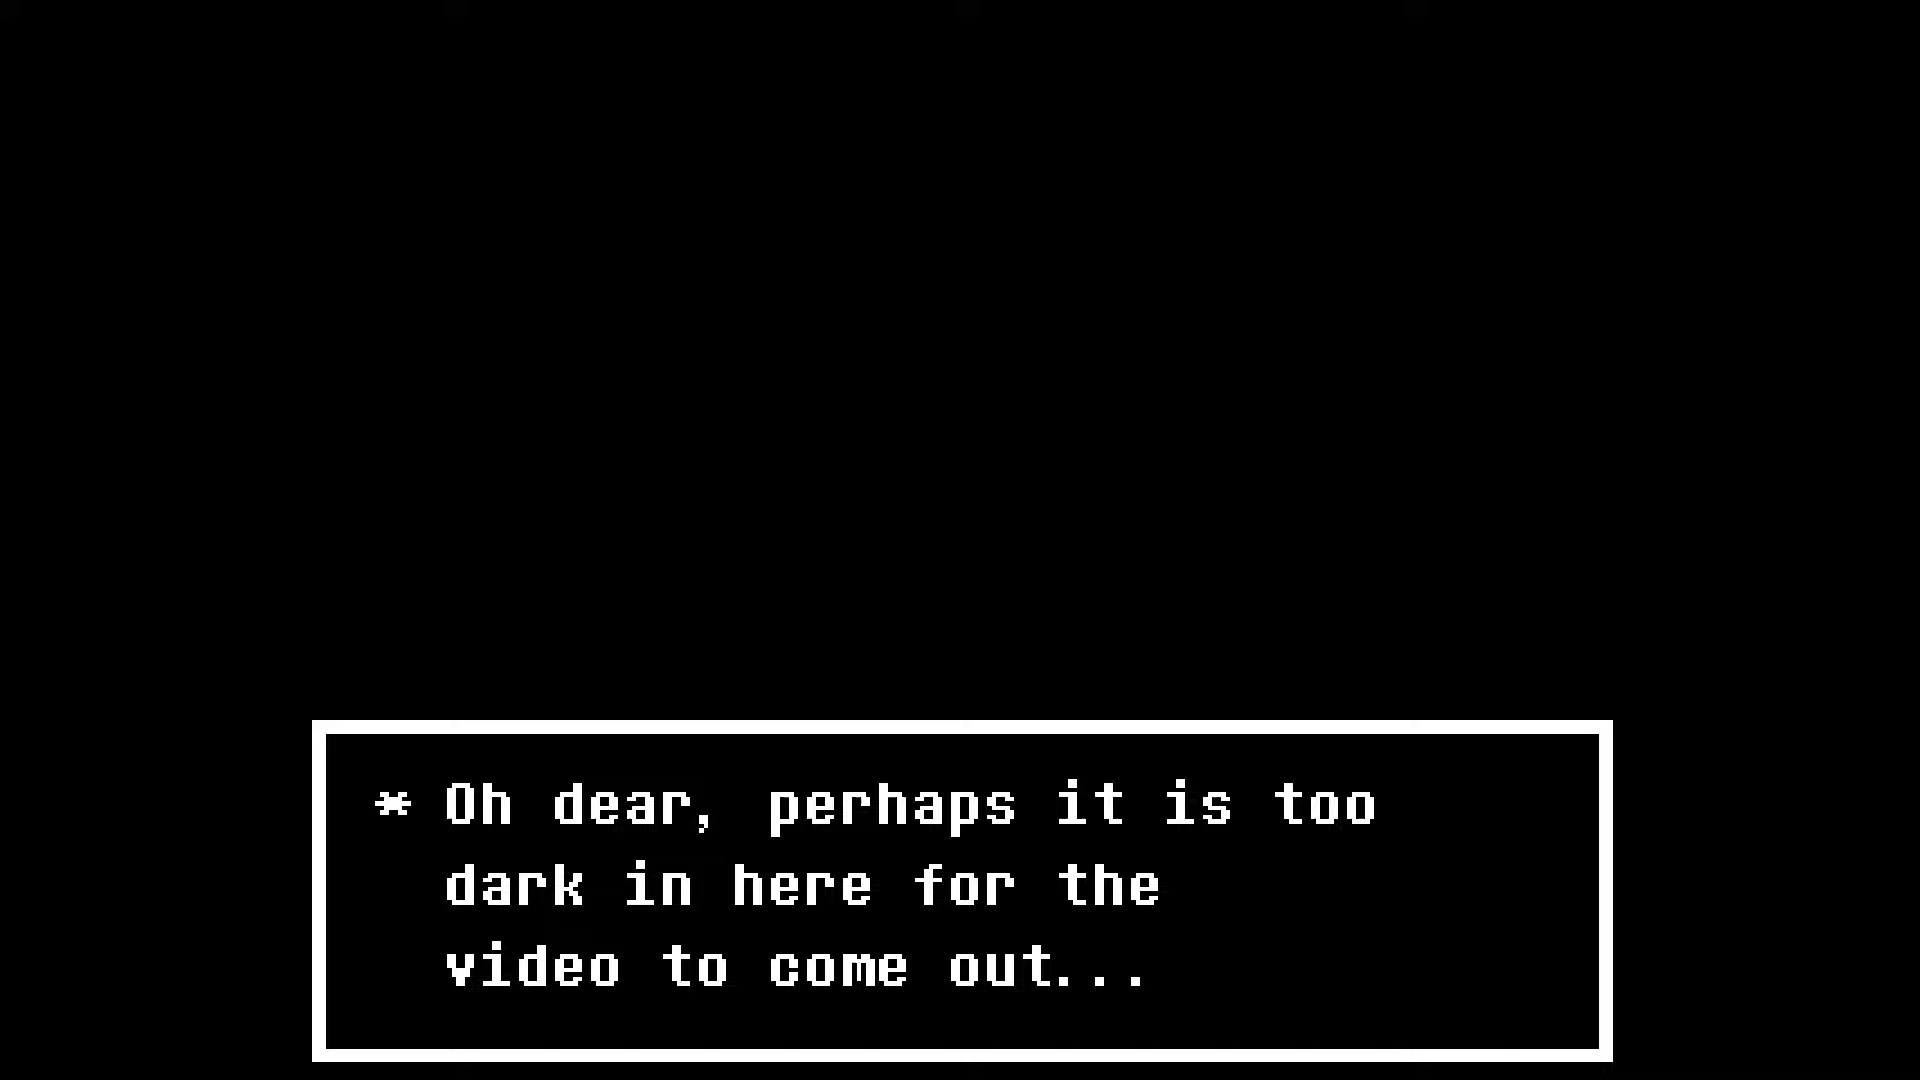 * Oh dear, perhaps it is too
dark in here for the
video to come out...